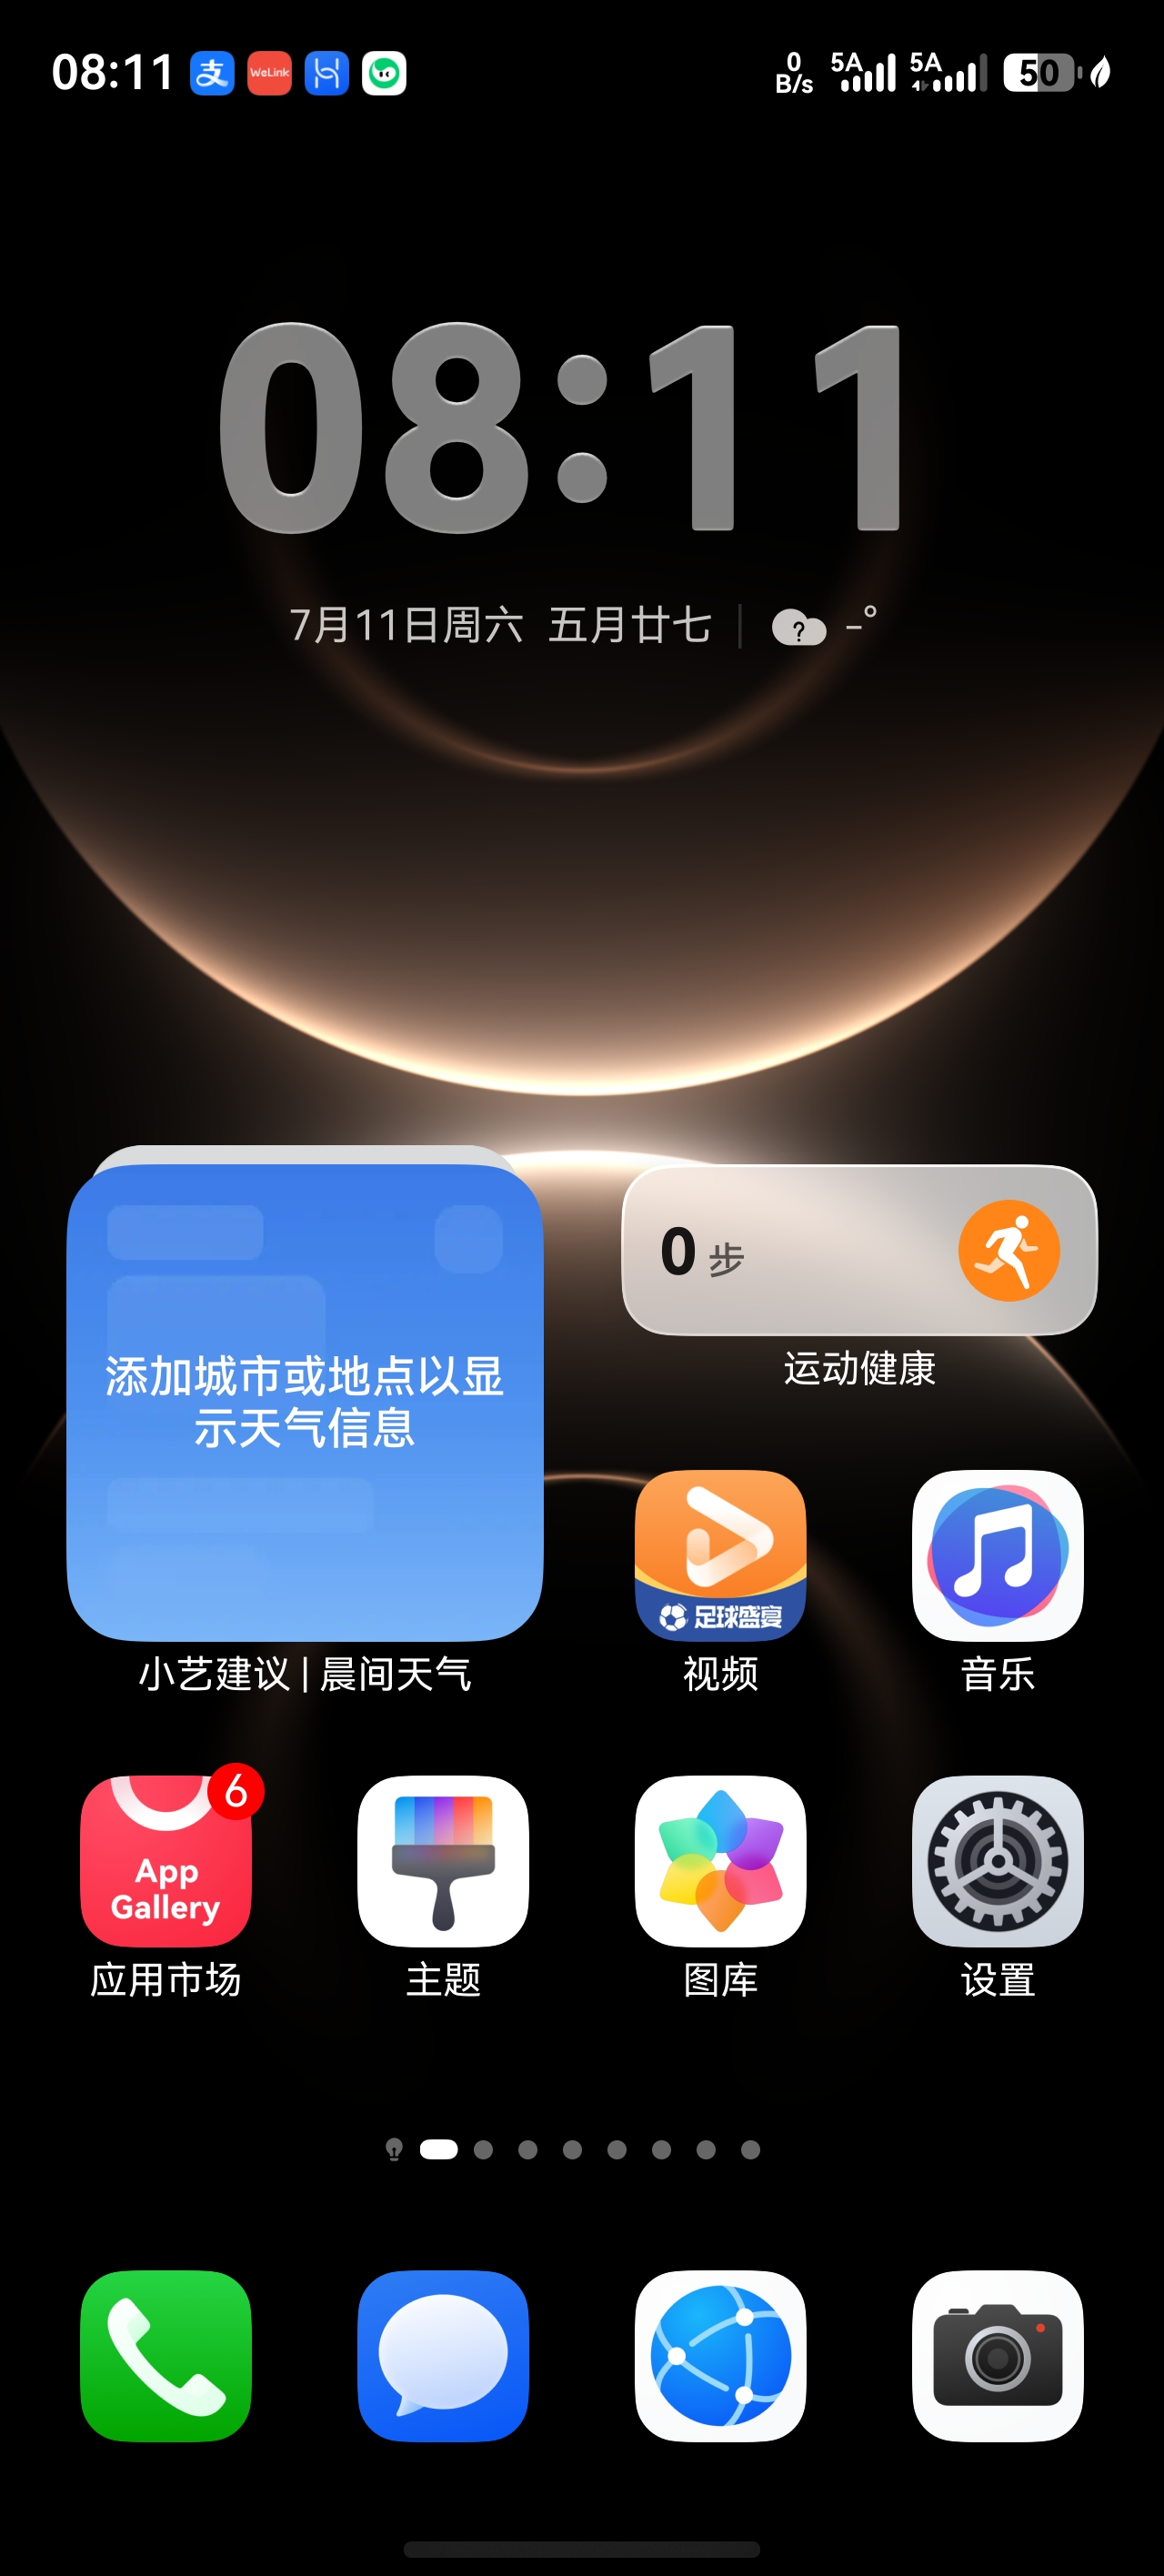 08:11 支 WeLink 0 B/s 5A 5A 50
08:11
7月11日周六 五月廿七 -°
添加城市或地点以显
示天气信息
0 步
运动健康
足球盛宴
小艺建议 | 晨间天气
视频
音乐
6
App
Gallery
应用市场
主题
图库
设置